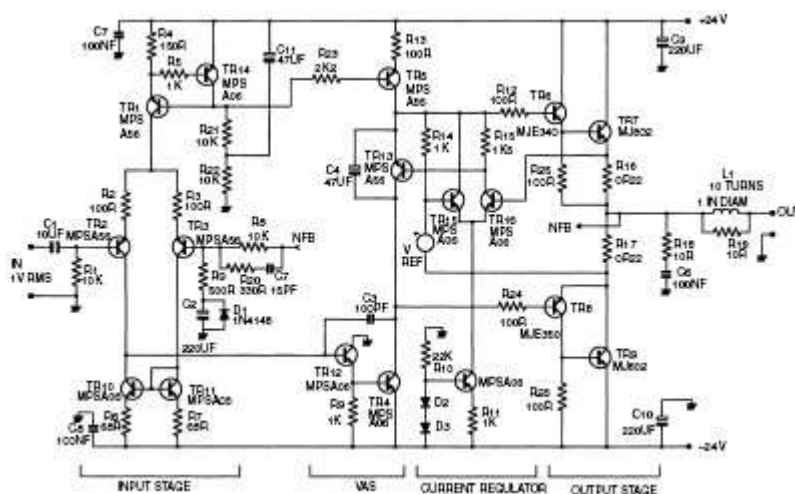 C7
100NF
R4
150R
R5
1K
TR14
MPS
A06
C11
47UF
R23
2K2
R13
100R
TR5
MPS
A56
+24V
C9
220UF
TR1
MPS
A56
R21
10K
R22
10K
R12
100R
TR6
MJE340
TR7
MJ802
R14
1K
R15
1K5
C4
47UF
TR13
MPS
A56
R25
100R
R16
0R22
R2
100R
R3
100R
TR15
MPS
A06
TR16
MPS
A06
L1
10 TURNS
1 IN DIAM
OUT
C1
10UF
TR2
MPSA56
TR3
MPSA56
R8
10K
NFB
V
REF
NFB
R17
0R22
R18
10R
R19
10R
IN
1V RMS
R1
10K
R9
500R
R20
330R
C7
15PF
C6
100NF
C2
220UF
D1
1N4148
C3
100PF
R24
100R
TR8
MJE350
TR12
MPSA06
22K
R10
MPSA06
TR9
MJ802
TR10
MPSA06
TR11
MPSA06
R9
1K
TR4
MPS
A06
D2
D3
R11
1K
R26
100R
C10
220UF
R6
68R
R7
68R
C8
100NF
-24V
INPUT STAGE
VAS
CURRENT REGULATOR
OUTPUT STAGE